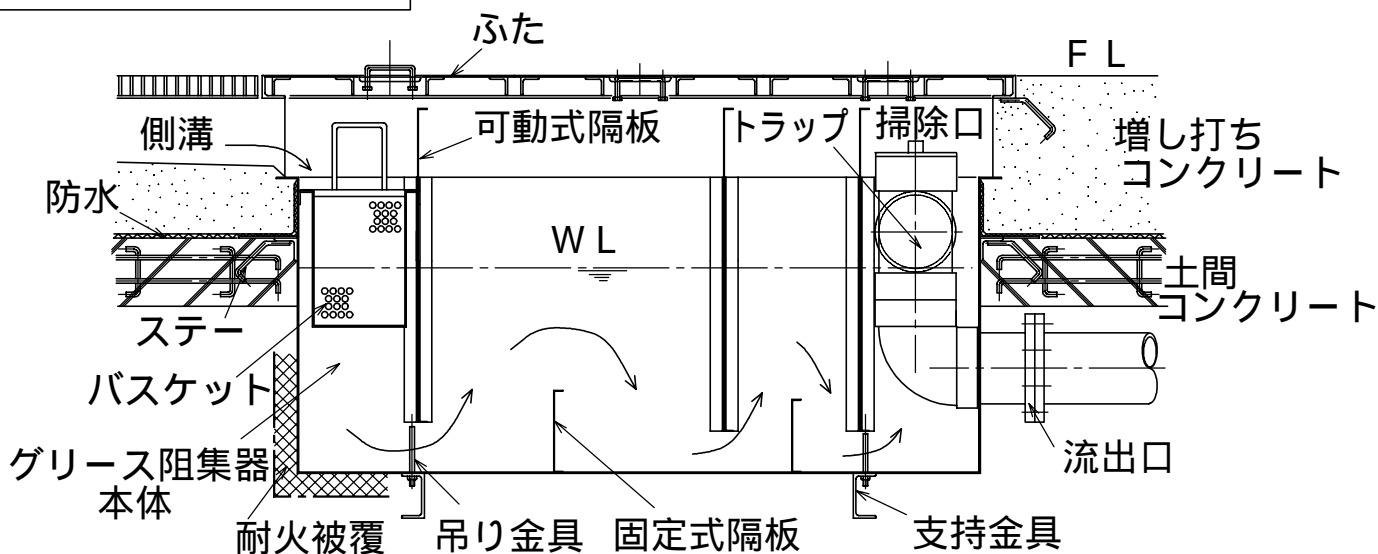 ふた
ＦＬ
側溝
可動式隔板
トラップ
掃除口
増し打ち
コンクリート
防水
ＷＬ
土間
コンクリート
ステー
バスケット
グリース阻集器
本体
流出口
耐火被覆
吊り金具
固定式隔板
支持金具